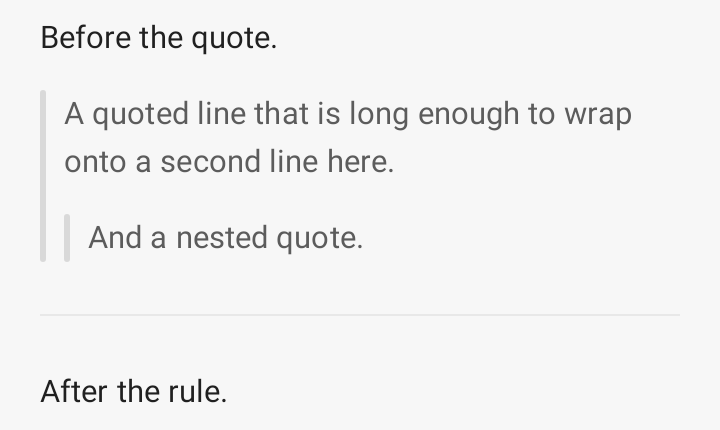 Before the quote.
A quoted line that is long enough to wrap
onto a second line here.
And a nested quote.
After the rule.